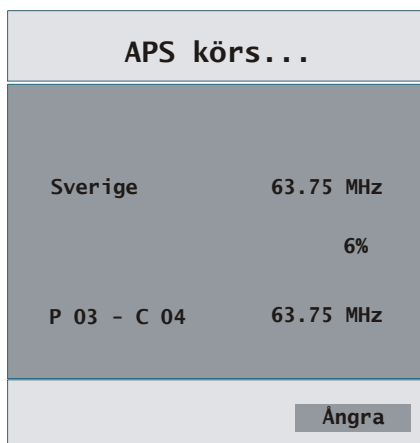 APS körs...
Sverige 63.75 MHz
6%
P 03 - C 04 63.75 MHz
Ångra